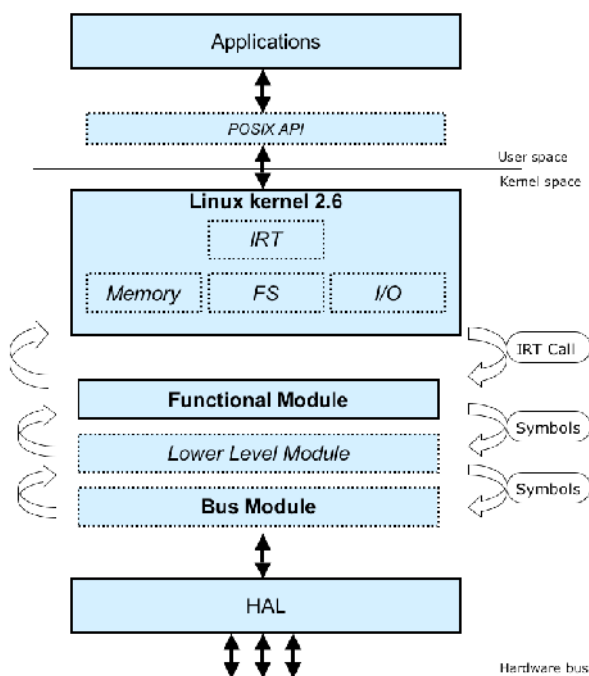 Applications
POSIX API
User space
Kernel space
Linux kernel 2.6
IRT
Memory
FS
I/O
IRT Call
Functional Module
Symbols
Lower Level Module
Symbols
Bus Module
HAL
Hardware bus